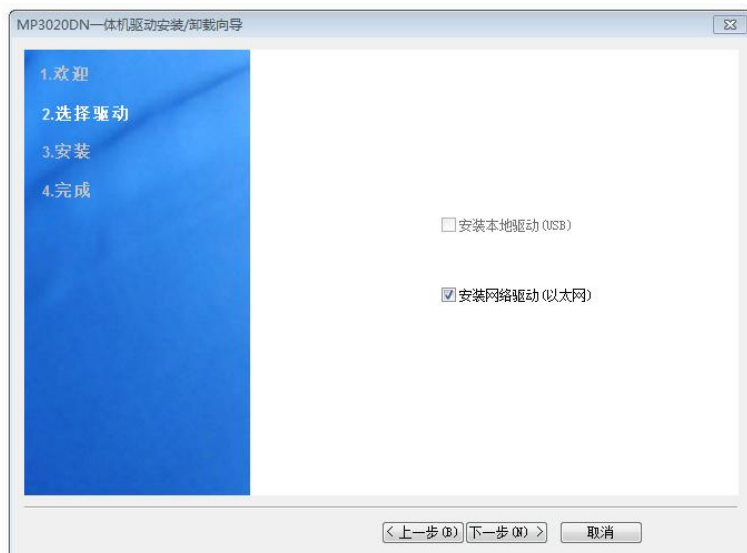 MP3020DN一体机驱动安装/卸载向导
1.欢迎
2.选择驱动
3.安装
4.完成
安装本地驱动(USB)
安装网络驱动(以太网)
< 上一步(B) 下一步(N) > 取消